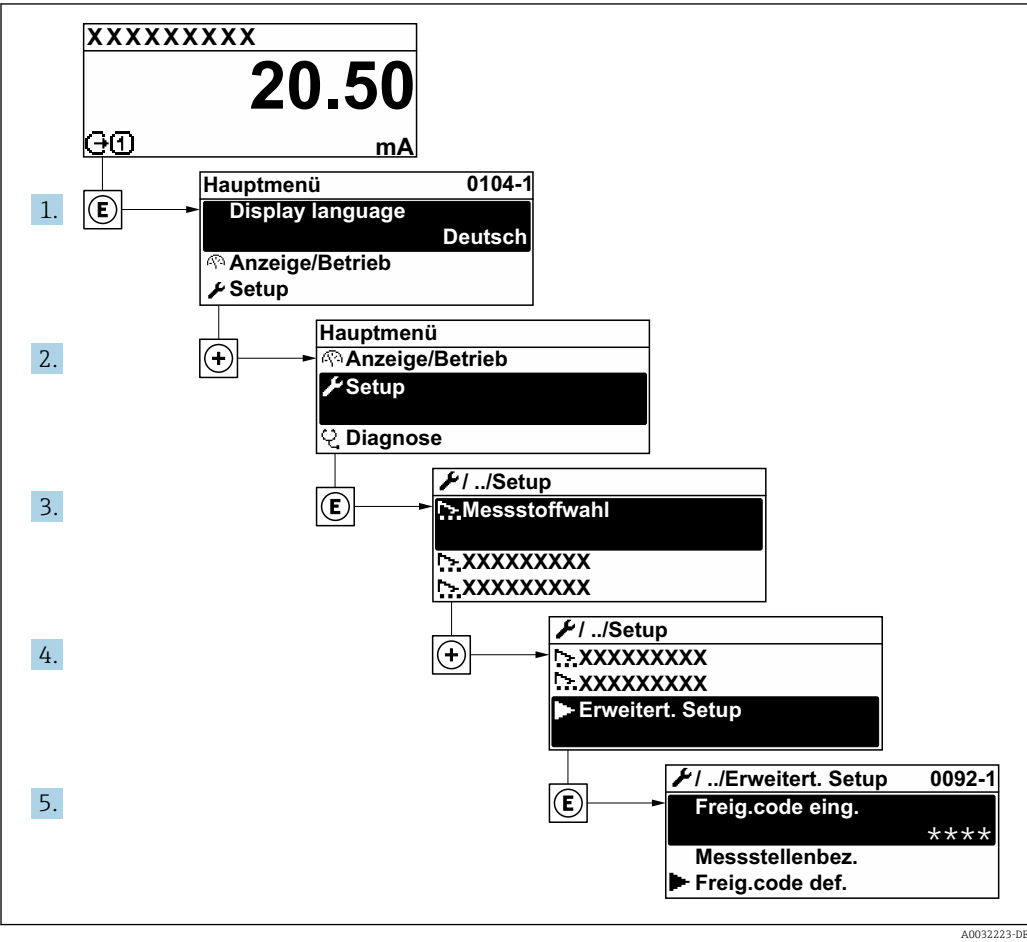 XXXXXXXXX
20.50
1
mA
1.
E
Hauptmenü 0104-1
Display language
Deutsch
Anzeige/Betrieb
Setup
2.
+
Hauptmenü
Anzeige/Betrieb
Setup
Diagnose
3.
E
/ ../Setup
Messstoffwahl
XXXXXXXXX
XXXXXXXXX
4.
+
/ ../Setup
XXXXXXXXX
XXXXXXXXX
Erweitert. Setup
5.
E
/ ../Erweitert. Setup 0092-1
Freig.code eing.
****
Messstellenbez.
Freig.code def.
A0032223-DE